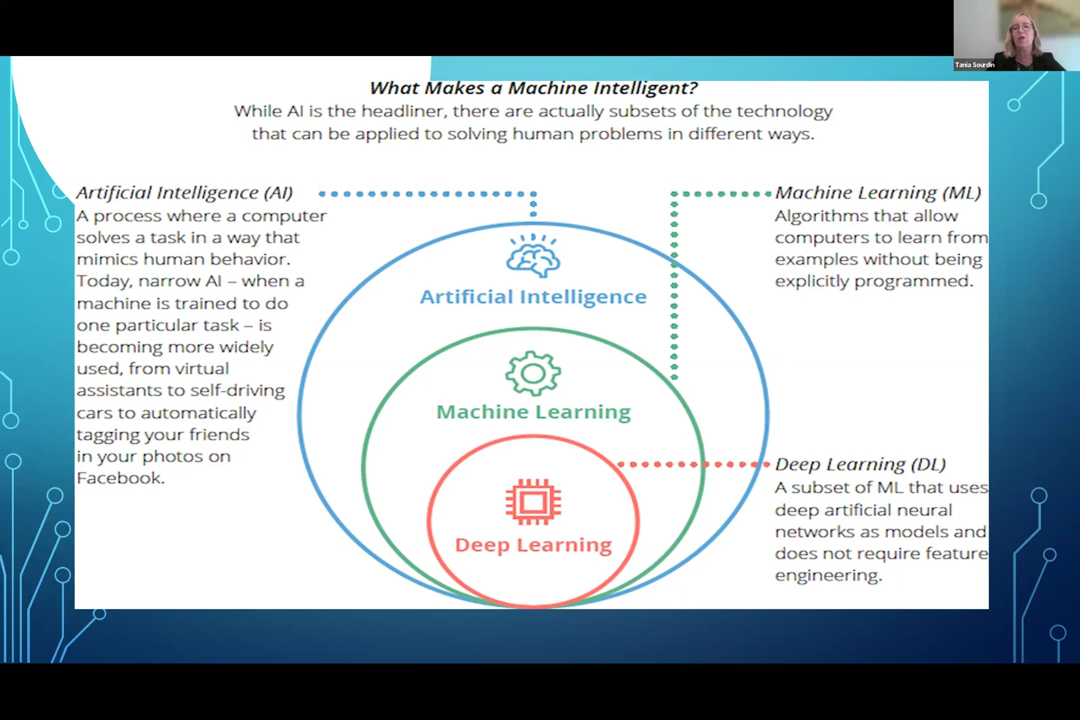 Tania Sourdin
What Makes a Machine Intelligent?
While AI is the headliner, there are actually subsets of the technology
that can be applied to solving human problems in different ways.
Artificial Intelligence (AI)
A process where a computer
solves a task in a way that
mimics human behavior.
Today, narrow AI – when a
machine is trained to do
one particular task – is
becoming more widely
used, from virtual
assistants to self-driving
cars to automatically
tagging your friends
in your photos on
Facebook.
Artificial Intelligence
Machine Learning
Deep Learning
Machine Learning (ML)
Algorithms that allow
computers to learn from
examples without being
explicitly programmed.
Deep Learning (DL)
A subset of ML that uses
deep artificial neural
networks as models and
does not require feature
engineering.